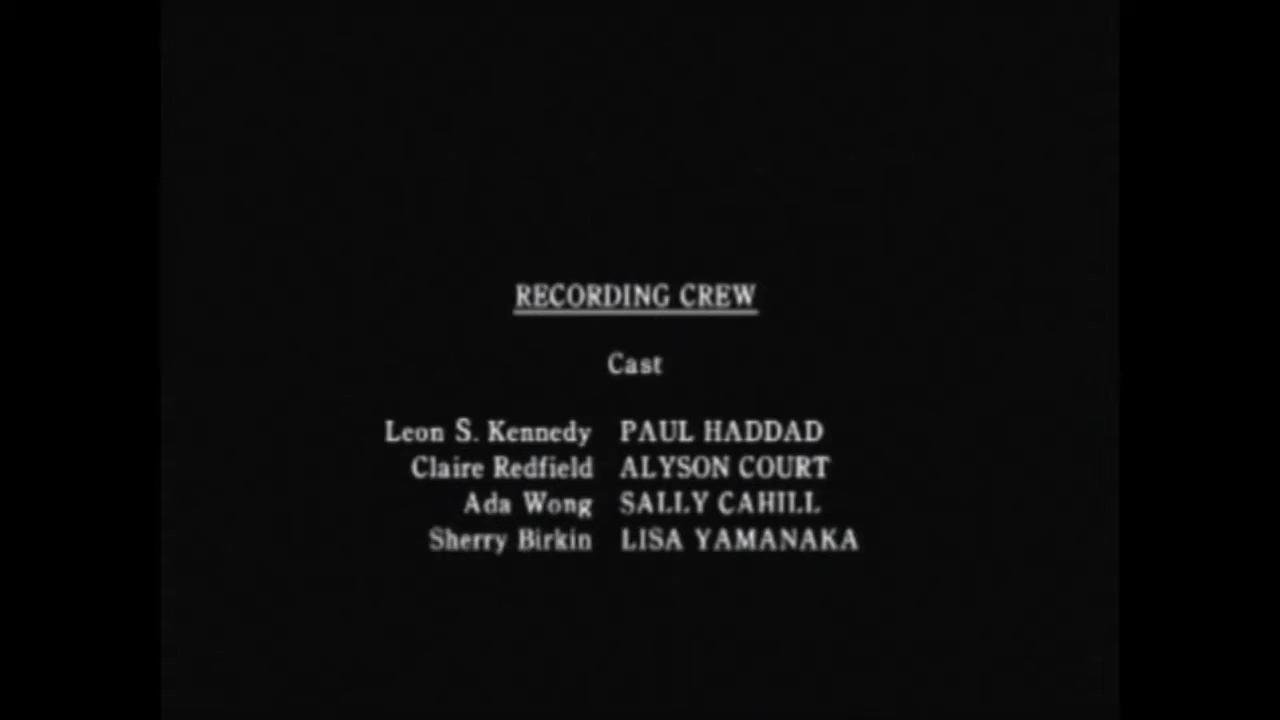 RECORDING CREW
Cast
Leon S. Kennedy PAUL HADDAD
Claire Redfield ALYSON COURT
Ada Wong SALLY CAHILL
Sherry Birkin LISA YAMANAKA